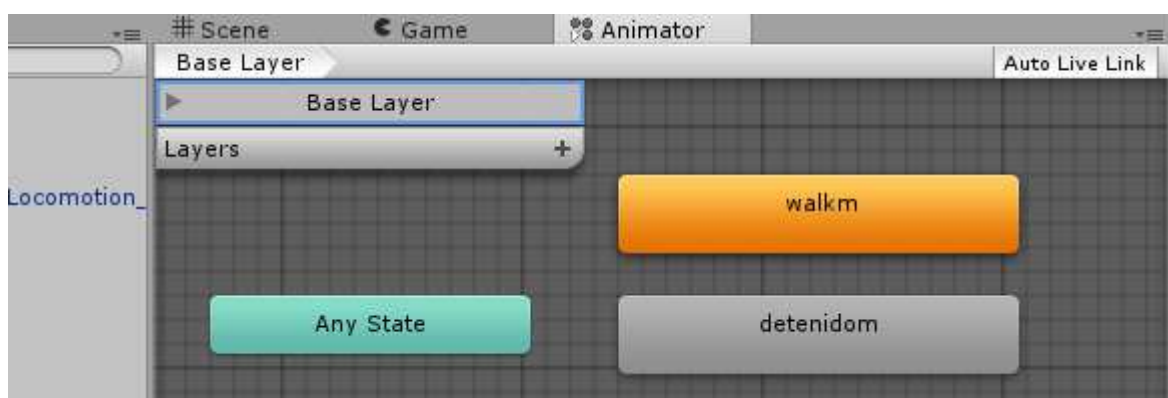 Scene Game Animator
Base Layer Auto Live Link
Base Layer
Layers +
Locomotion_ walkm
Any State detenidom